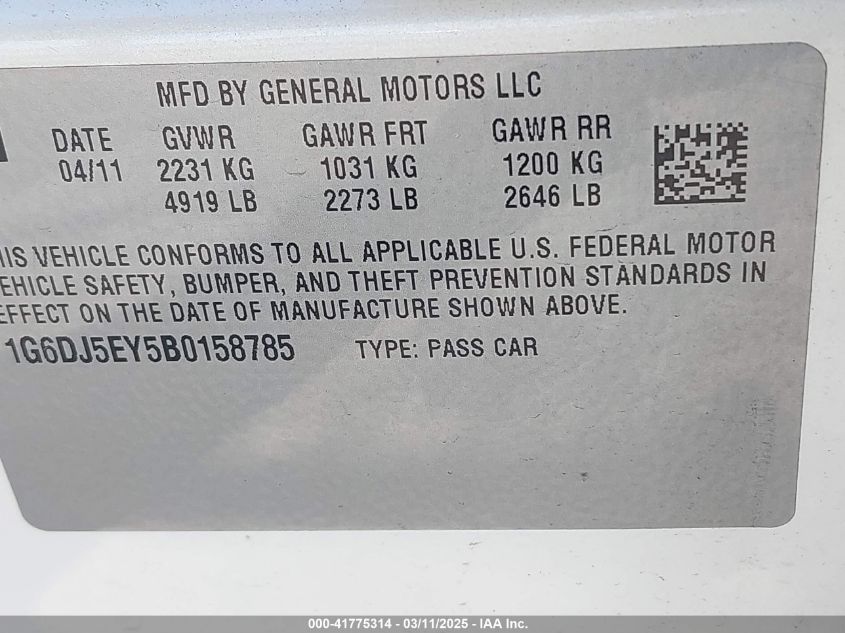 MFD BY GENERAL MOTORS LLC
DATE GVWR GAWR FRT GAWR RR
04/11 2231 KG 1031 KG 1200 KG
4919 LB 2273 LB 2646 LB
HIS VEHICLE CONFORMS TO ALL APPLICABLE U.S. FEDERAL MOTOR
EHICLE SAFETY, BUMPER, AND THEFT PREVENTION STANDARDS IN
EFFECT ON THE DATE OF MANUFACTURE SHOWN ABOVE.
1G6DJ5EY5B0158785 TYPE: PASS CAR
000-41775314 - 03/11/2025 - IAA Inc.